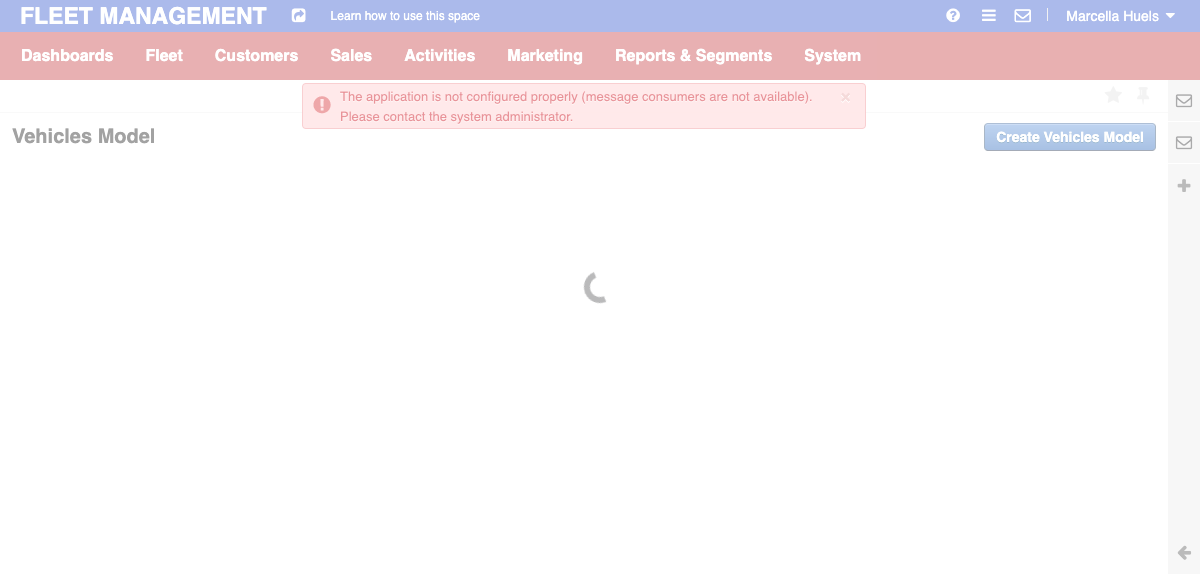 FLEET MANAGEMENT
Learn how to use this space
Marcella Huels
Dashboards Fleet Customers Sales Activities Marketing Reports & Segments System
The application is not configured properly (message consumers are not available).
Please contact the system administrator.
Vehicles Model
Create Vehicles Model